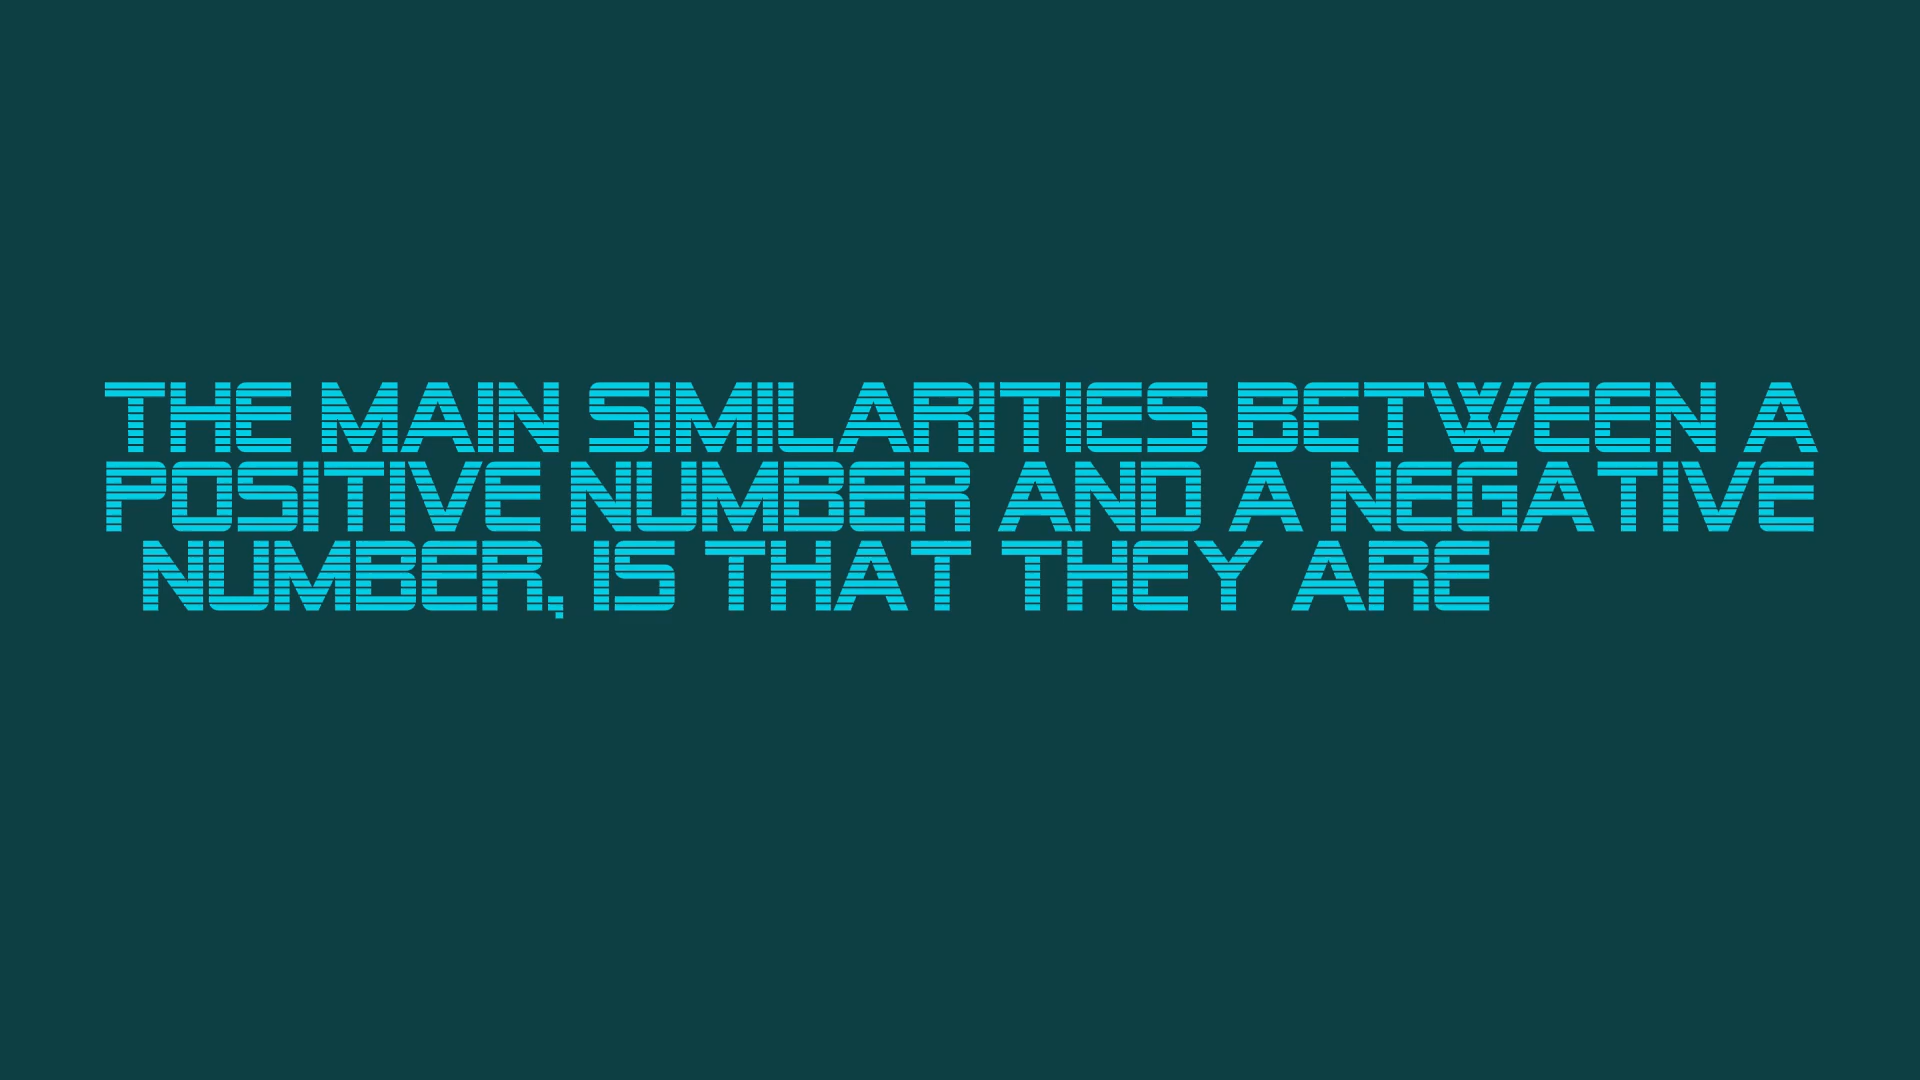 THE MAIN SIMILARITIES BETWEEN A
POSITIVE NUMBER AND A NEGATIVE
NUMBER, IS THAT THEY ARE